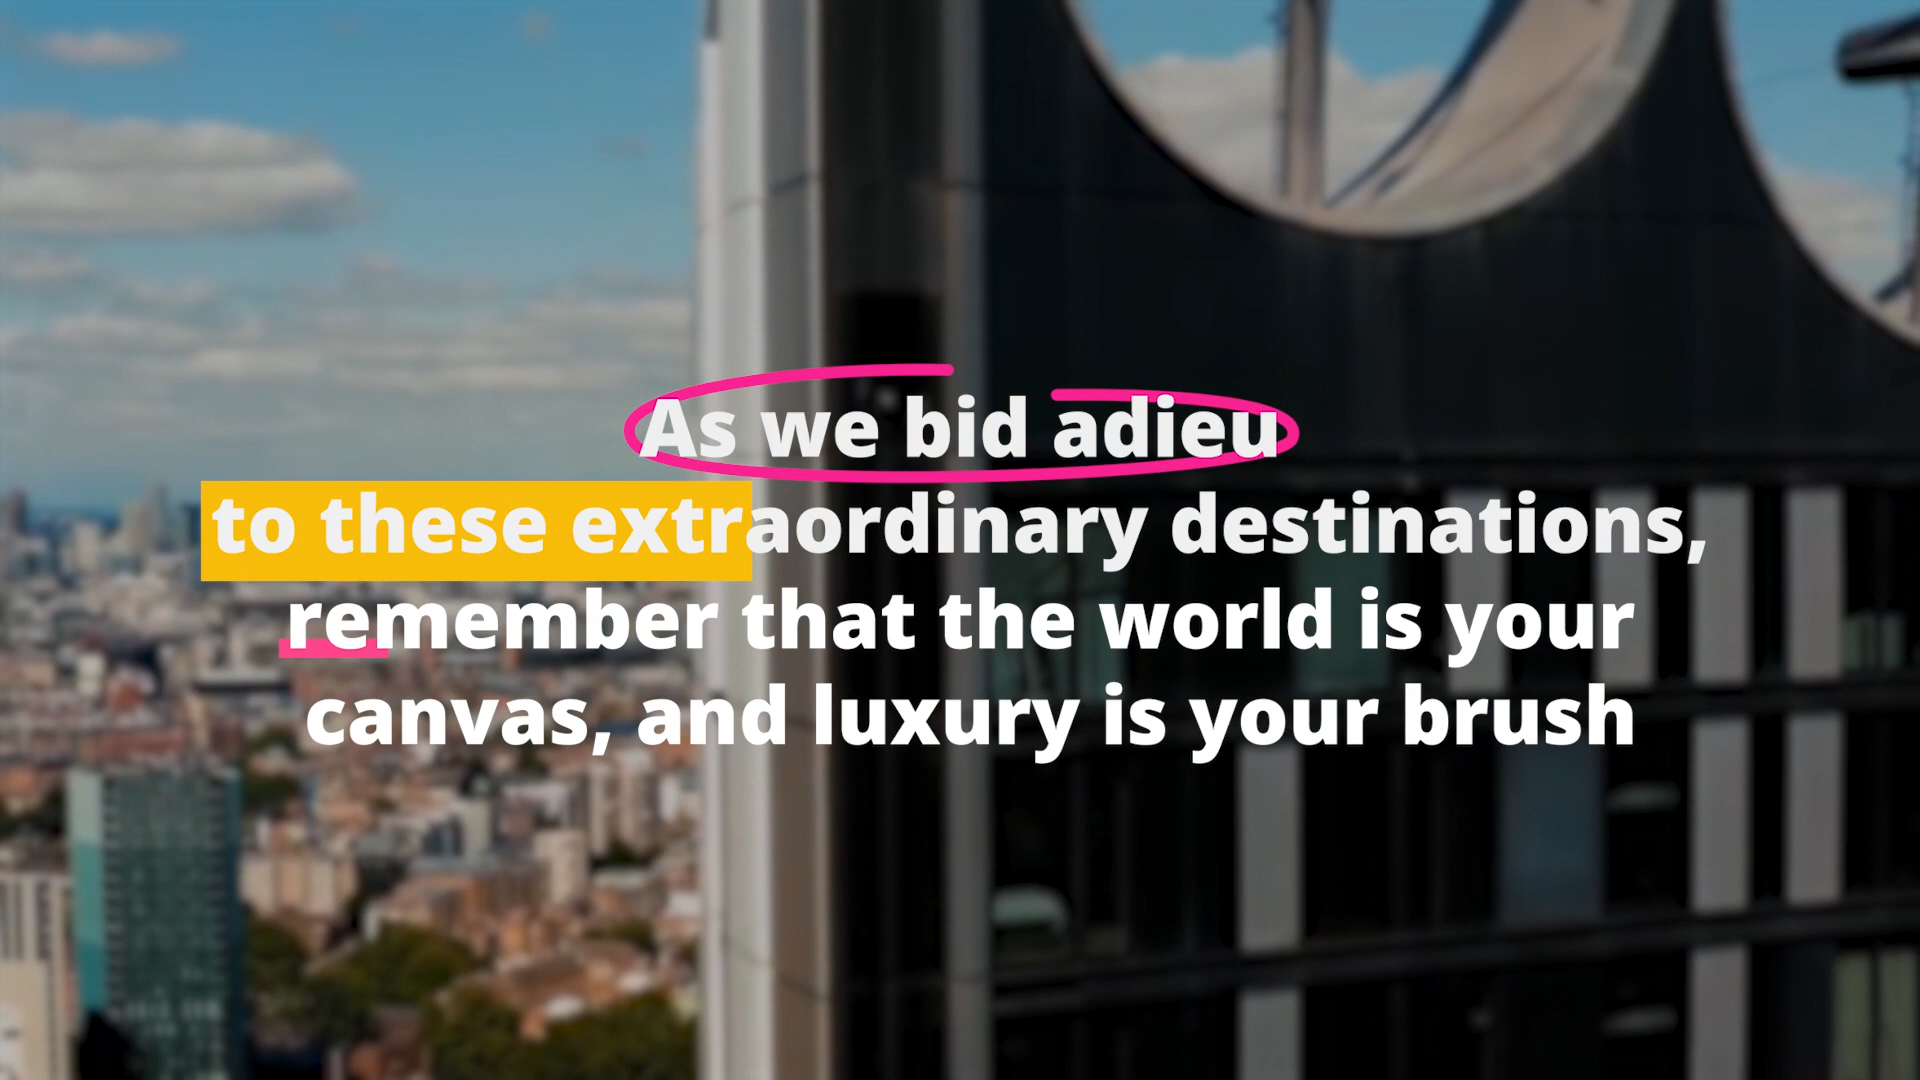 As we bid adieu
to these extraordinary destinations,
remember that the world is your
canvas, and luxury is your brush